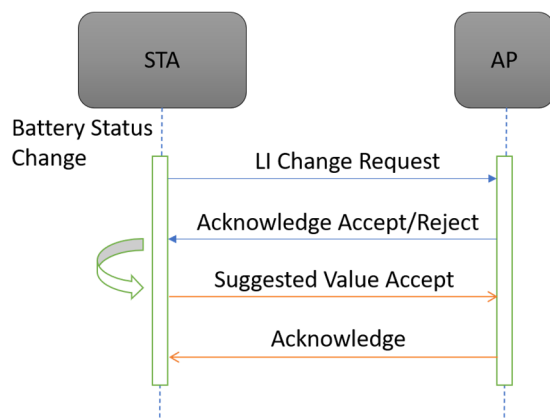 STA
AP
Battery Status
Change
LI Change Request
Acknowledge Accept/Reject
Suggested Value Accept
Acknowledge